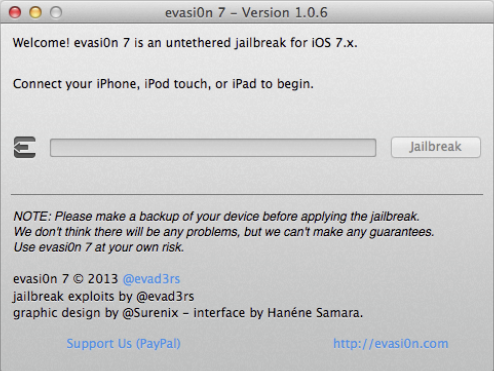 evasi0n 7 – Version 1.0.6
Welcome! evasi0n 7 is an untethered jailbreak for iOS 7.x.
Connect your iPhone, iPod touch, or iPad to begin.
Jailbreak
NOTE: Please make a backup of your device before applying the jailbreak.
We don't think there will be any problems, but we can't make any guarantees.
Use evasi0n 7 at your own risk.
evasi0n 7 © 2013 @evad3rs
jailbreak exploits by @evad3rs
graphic design by @Surenix – interface by Hanéne Samara.
Support Us (PayPal)
http://evasi0n.com